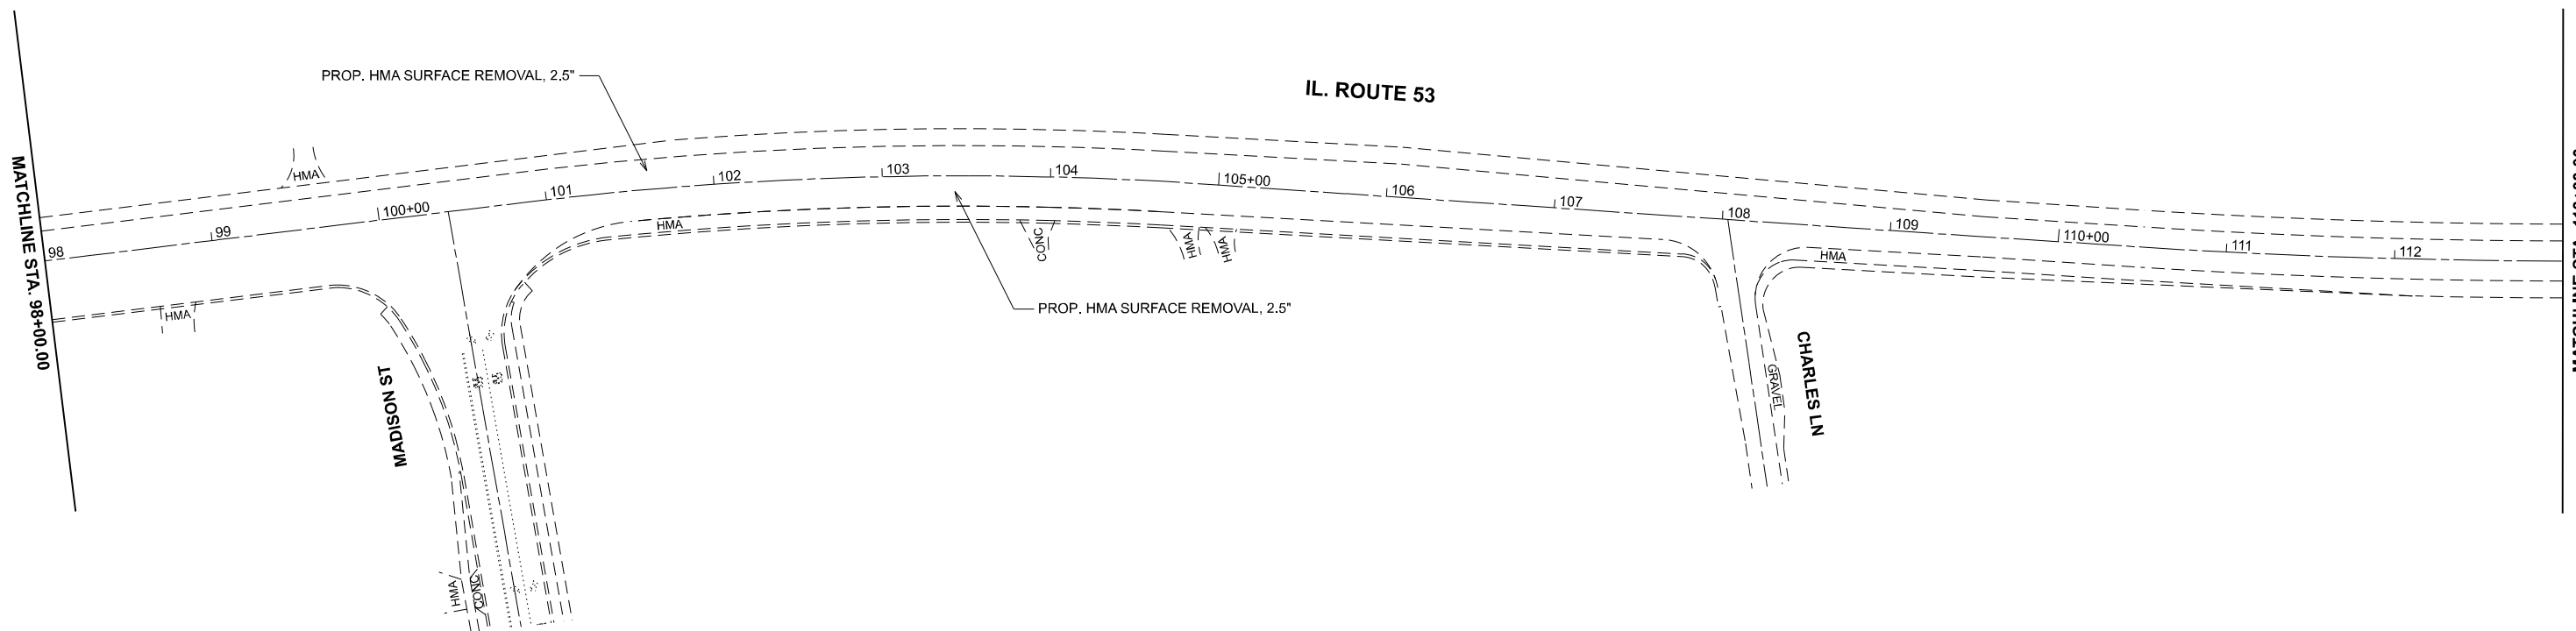 PROP. HMA SURFACE REMOVAL, 2.5"
IL. ROUTE 53
HMA
MATCHLINE STA. 98+00.00
98
99
100+00
101
102
103
104
105+00
106
107
108
109
110+00
111
112
HMA
HMA
CONC
HMA
HMA
HMA
PROP. HMA SURFACE REMOVAL, 2.5"
MADISON ST
CHARLES LN
GRAVEL
HMA
CONC